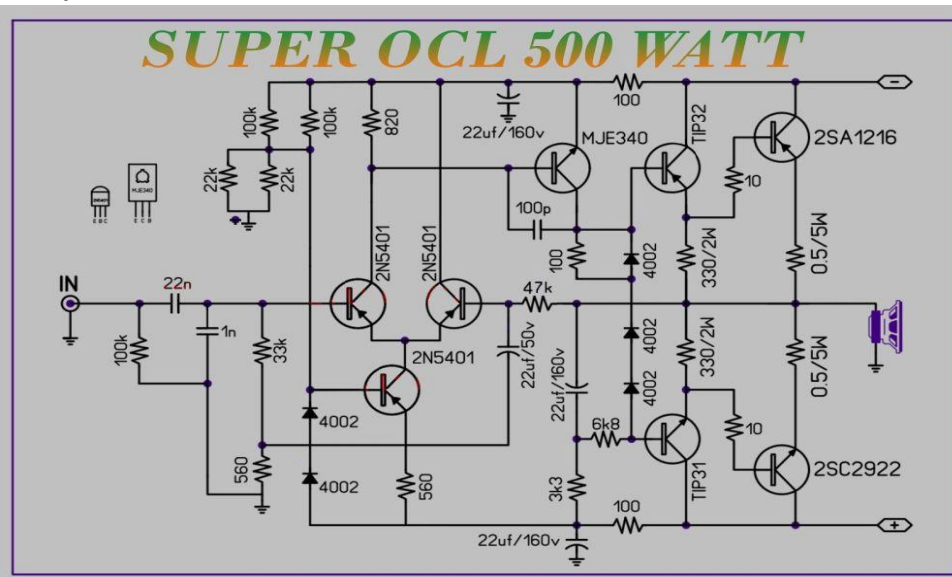 SUPER OCL 500 WATT
100k
100k
820
22uf/160v
100
MJE340
TIP32
2SA1216
10
22k
22k
MJE340
E C B
E B C
100p
100
4002
330/2W
0.5/5W
2N5401
2N5401
IN
22n
47k
1n
100k
33k
2N5401
22uf/50v
22uf/160v
4002
330/2W
0.5/5W
4002
4002
6k8
10
TIP31
2SC2922
560
4002
560
3k3
100
22uf/160v
-
+